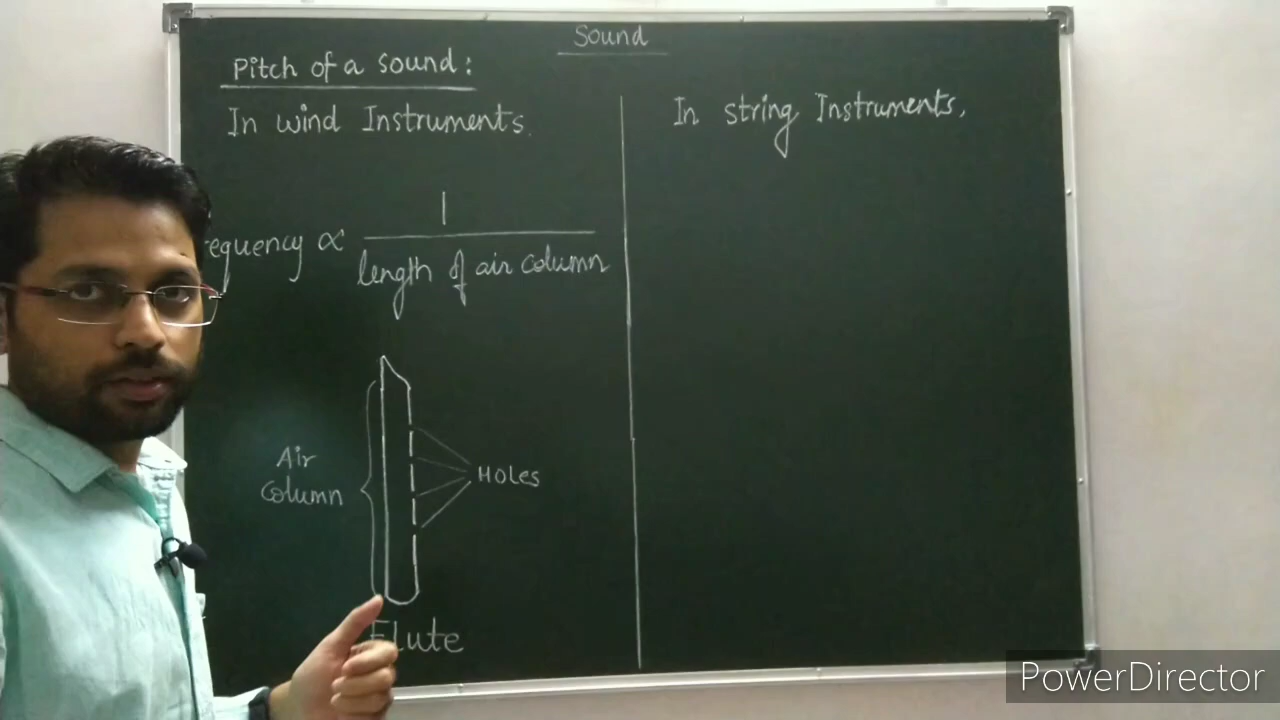 Sound
Pitch of a sound:
In wind Instruments.
equency ∝ 1
length of air column
Air
column
Holes
Flute
In string Instruments,
PowerDirector